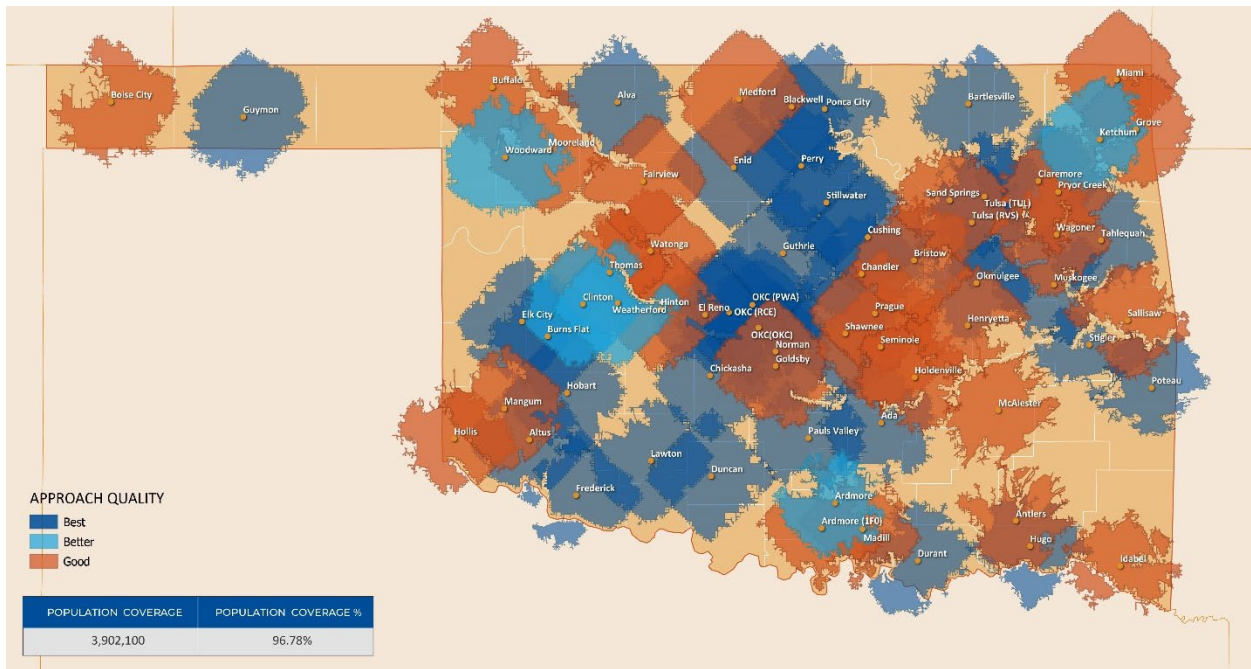 Boise City
Guymon
Buffalo
Alva
Medford
Blackwell
Ponca City
Bartlesville
Miami
Grove
Ketchum
Woodward
Mooreland
Enid
Perry
Fairview
Stillwater
Claremore
Pryor Creek
Sand Springs
Tulsa (TUL)
Tulsa (RVS)
Cushing
Wagoner
Tahlequah
Watonga
Guthrie
Bristow
Chandler
Thomas
Okmulgee
Muskogee
Clinton
Weatherford
Hinton
El Reno
OKC (PWA)
OKC (RCE)
Elk City
Burns Flat
Prague
Henryetta
Sallisaw
OKC(OKC)
Shawnee
Seminole
Norman
Goldsby
Stigler
Chickasha
Hobart
Holdenville
Poteau
Mangum
McAlester
Hollis
Altus
Ada
Pauls Valley
Lawton
Duncan
Frederick
Ardmore
Ardmore (1F0)
Madill
Antlers
Hugo
Durant
Idabel
APPROACH QUALITY
Best
Better
Good
POPULATION COVERAGE POPULATION COVERAGE %
3,902,100 96.78%